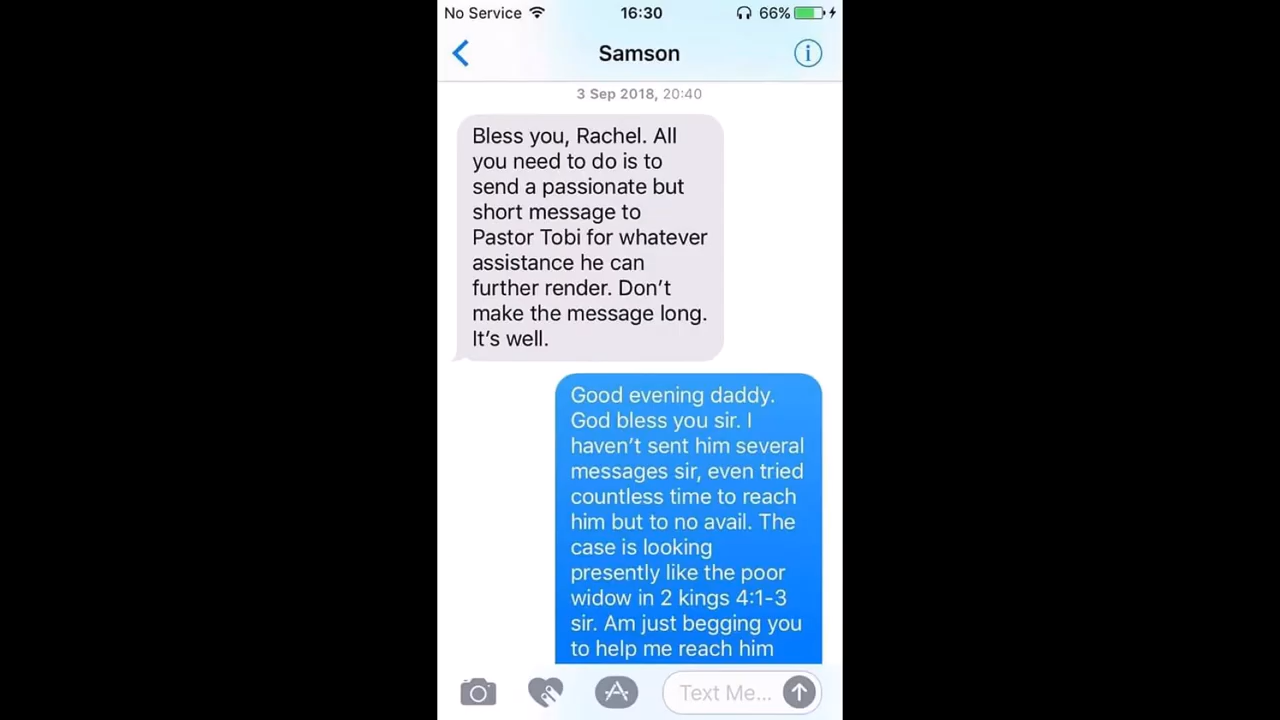 No Service 16:30 66%
Samson
3 Sep 2018, 20:40
Bless you, Rachel. All
you need to do is to
send a passionate but
short message to
Pastor Tobi for whatever
assistance he can
further render. Don’t
make the message long.
It’s well.
Good evening daddy.
God bless you sir. I
haven’t sent him several
messages sir, even tried
countless time to reach
him but to no avail. The
case is looking
presently like the poor
widow in 2 kings 4:1-3
sir. Am just begging you
to help me reach him
Text Me...